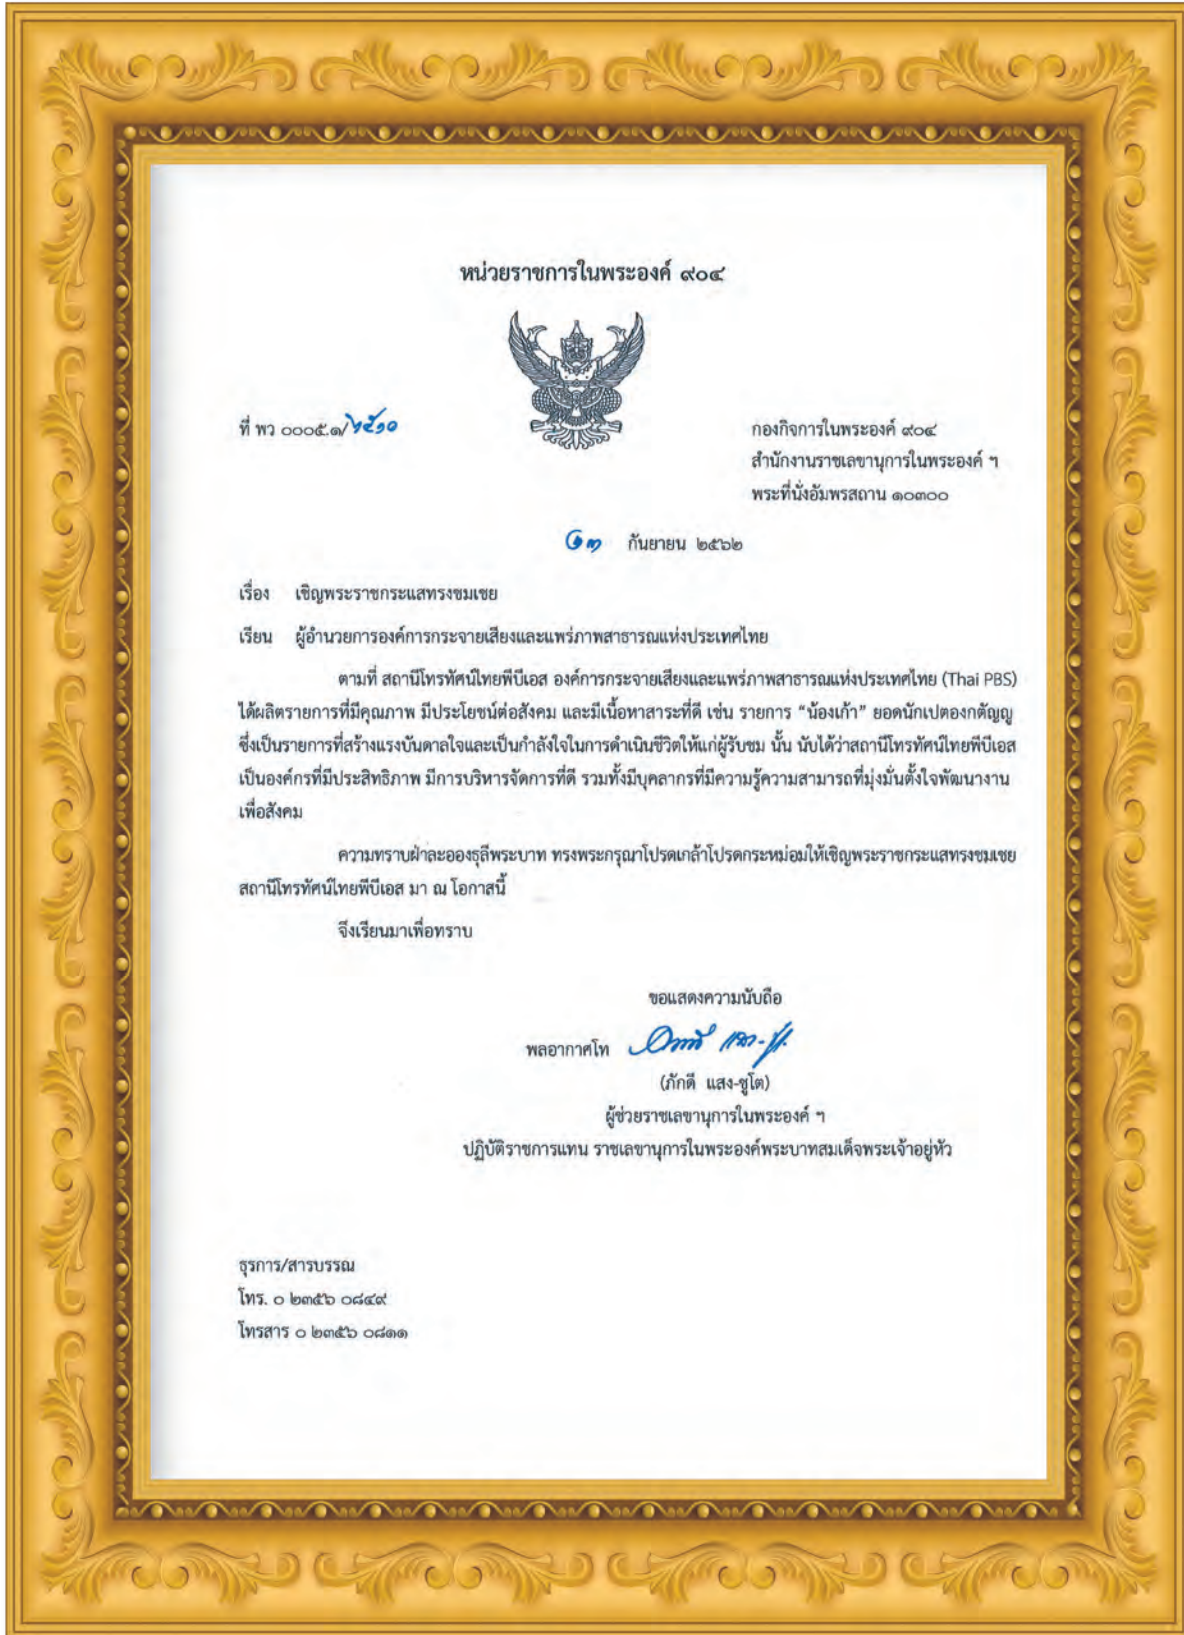 หน่วยราชการในพระองค์ ๙๐๔
ที่ พว ๐๐๐๕.๑/
กองกิจการในพระองค์ ๙๐๔
สำนักงานราชเลขานุการในพระองค์ ฯ
พระที่นั่งอัมพรสถาน ๑๐๓๐๐
๑๓ กันยายน ๒๕๖๒
เรื่อง เชิญพระราชกระแสทรงชมเชย
เรียน ผู้อำนวยการองค์การกระจายเสียงและแพร่ภาพสาธารณแห่งประเทศไทย
ตามที่ สถานีโทรทัศน์ไทยพีบีเอส องค์การกระจายเสียงและแพร่ภาพสาธารณแห่งประเทศไทย (Thai PBS)
ได้ผลิตรายการที่มีคุณภาพ มีประโยชน์ต่อสังคม และมีเนื้อหาสาระที่ดี เช่น รายการ “น้องเก้า” ยอดนักเปตองกตัญญู
ซึ่งเป็นรายการที่สร้างแรงบันดาลใจและเป็นกำลังใจในการดำเนินชีวิตให้แก่ผู้รับชม นั้น นับได้ว่าสถานีโทรทัศน์ไทยพีบีเอส
เป็นองค์กรที่มีประสิทธิภาพ มีการบริหารจัดการที่ดี รวมทั้งมีบุคลากรที่มีความรู้ความสามารถที่มุ่งมั่นตั้งใจพัฒนางาน
เพื่อสังคม
ความทราบฝ่าละอองธุลีพระบาท ทรงพระกรุณาโปรดเกล้าโปรดกระหม่อมให้เชิญพระราชกระแสทรงชมเชย
สถานีโทรทัศน์ไทยพีบีเอส มา ณ โอกาสนี้
จึงเรียนมาเพื่อทราบ
ขอแสดงความนับถือ
พลอากาศโท
(ภักดี แสง-ชูโต)
ผู้ช่วยราชเลขานุการในพระองค์ ฯ
ปฏิบัติราชการแทน ราชเลขานุการในพระองค์พระบาทสมเด็จพระเจ้าอยู่หัว
ธุรการ/สารบรรณ
โทร. ๐ ๒๓๕๖ ๐๘๔๙
โทรสาร ๐ ๒๓๕๖ ๐๘๑๑